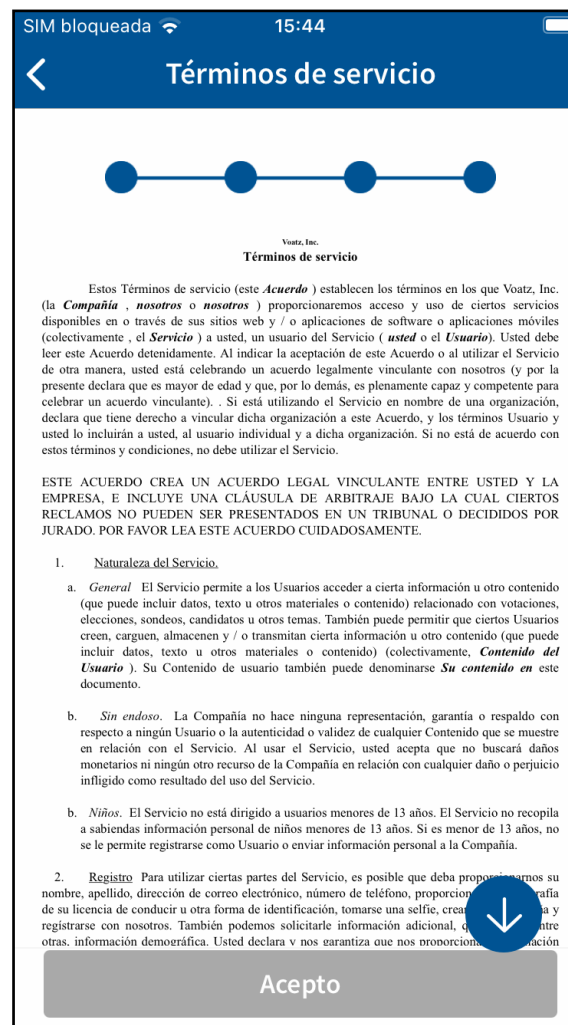 SIM bloqueada 15:44
Términos de servicio
Voatz, Inc.
Términos de servicio
Estos Términos de servicio (este Acuerdo ) establecen los términos en los que Voatz, Inc.
(la Compañía , nosotros o nosotros ) proporcionaremos acceso y uso de ciertos servicios
disponibles en o través de sus sitios web y / o aplicaciones de software o aplicaciones móviles
(colectivamente , el Servicio ) a usted, un usuario del Servicio ( usted o el Usuario). Usted debe
leer este Acuerdo detenidamente. Al indicar la aceptación de este Acuerdo o al utilizar el Servicio
de otra manera, usted está celebrando un acuerdo legalmente vinculante con nosotros (y por la
presente declara que es mayor de edad y que, por lo demás, es plenamente capaz y competente para
celebrar un acuerdo vinculante). . Si está utilizando el Servicio en nombre de una organización,
declara que tiene derecho a vincular dicha organización a este Acuerdo, y los términos Usuario y
usted lo incluirán a usted, al usuario individual y a dicha organización. Si no está de acuerdo con
estos términos y condiciones, no debe utilizar el Servicio.
ESTE ACUERDO CREA UN ACUERDO LEGAL VINCULANTE ENTRE USTED Y LA
EMPRESA, E INCLUYE UNA CLÁUSULA DE ARBITRAJE BAJO LA CUAL CIERTOS
RECLAMOS NO PUEDEN SER PRESENTADOS EN UN TRIBUNAL O DECIDIDOS POR
JURADO. POR FAVOR LEA ESTE ACUERDO CUIDADOSAMENTE.
1. Naturaleza del Servicio.
a. General El Servicio permite a los Usuarios acceder a cierta información u otro contenido
(que puede incluir datos, texto u otros materiales o contenido) relacionado con votaciones,
elecciones, sondeos, candidatos u otros temas. También puede permitir que ciertos Usuarios
creen, carguen, almacenen y / o transmitan cierta información u otro contenido (que puede
incluir datos, texto u otros materiales o contenido) (colectivamente, Contenido del
Usuario ). Su Contenido de usuario también puede denominarse Su contenido en este
documento.
b. Sin endoso. La Compañía no hace ninguna representación, garantía o respaldo con
respecto a ningún Usuario o la autenticidad o validez de cualquier Contenido que se muestre
en relación con el Servicio. Al usar el Servicio, usted acepta que no buscará daños
monetarios ni ningún otro recurso de la Compañía en relación con cualquier daño o perjuicio
infligido como resultado del uso del Servicio.
b. Niños. El Servicio no está dirigido a usuarios menores de 13 años. El Servicio no recopila
a sabiendas información personal de niños menores de 13 años. Si es menor de 13 años, no
se le permite registrarse como Usuario o enviar información personal a la Compañía.
2. Registro Para utilizar ciertas partes del Servicio, es posible que deba proporcionarnos su
nombre, apellido, dirección de correo electrónico, número de teléfono,
de su licencia de conducir u otra forma de identificación, tomarse una selfie, y
registrarse con nosotros. También podemos solicitarle información adicional,
otras, información demográfica. Usted declara y nos garantiza que nos
Acepto